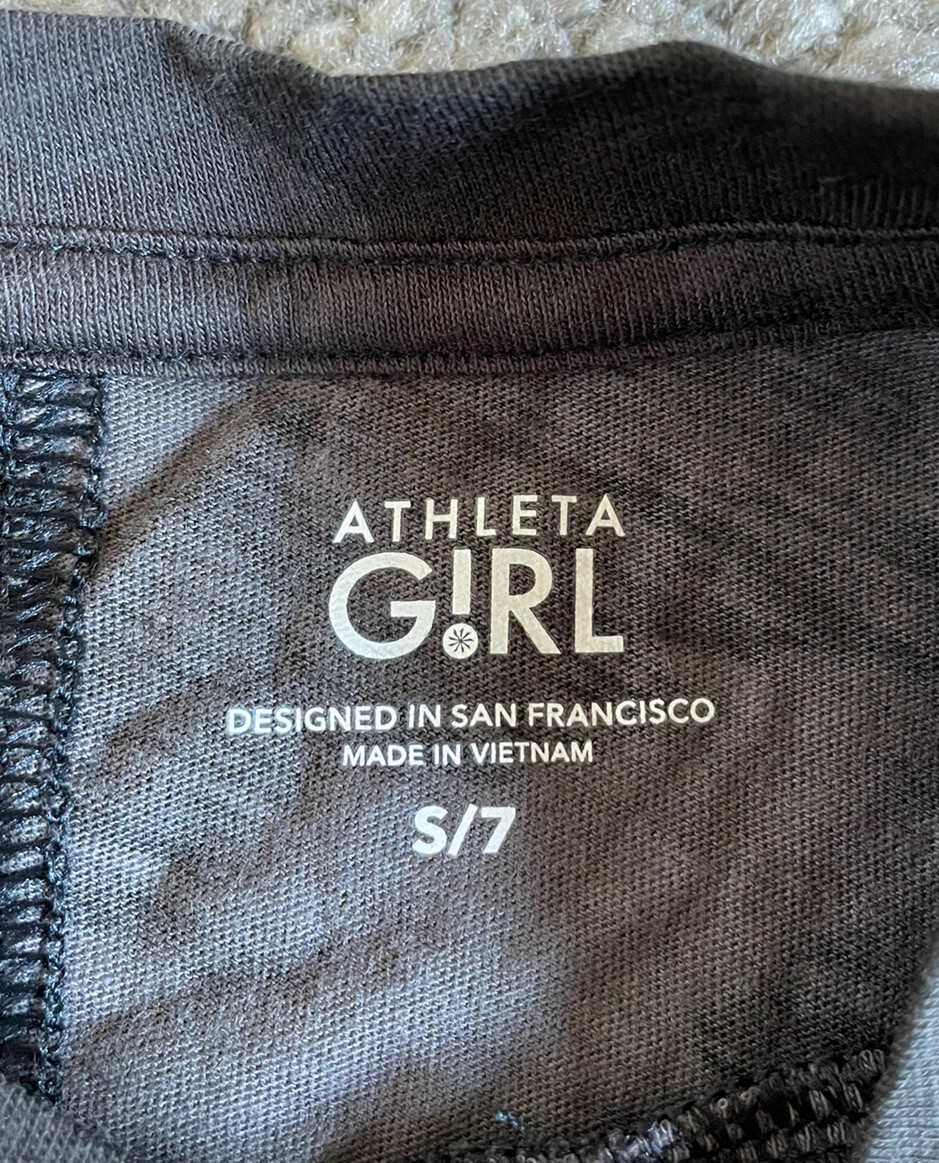 ATHLETA
G!RL
DESIGNED IN SAN FRANCISCO
MADE IN VIETNAM
S/7